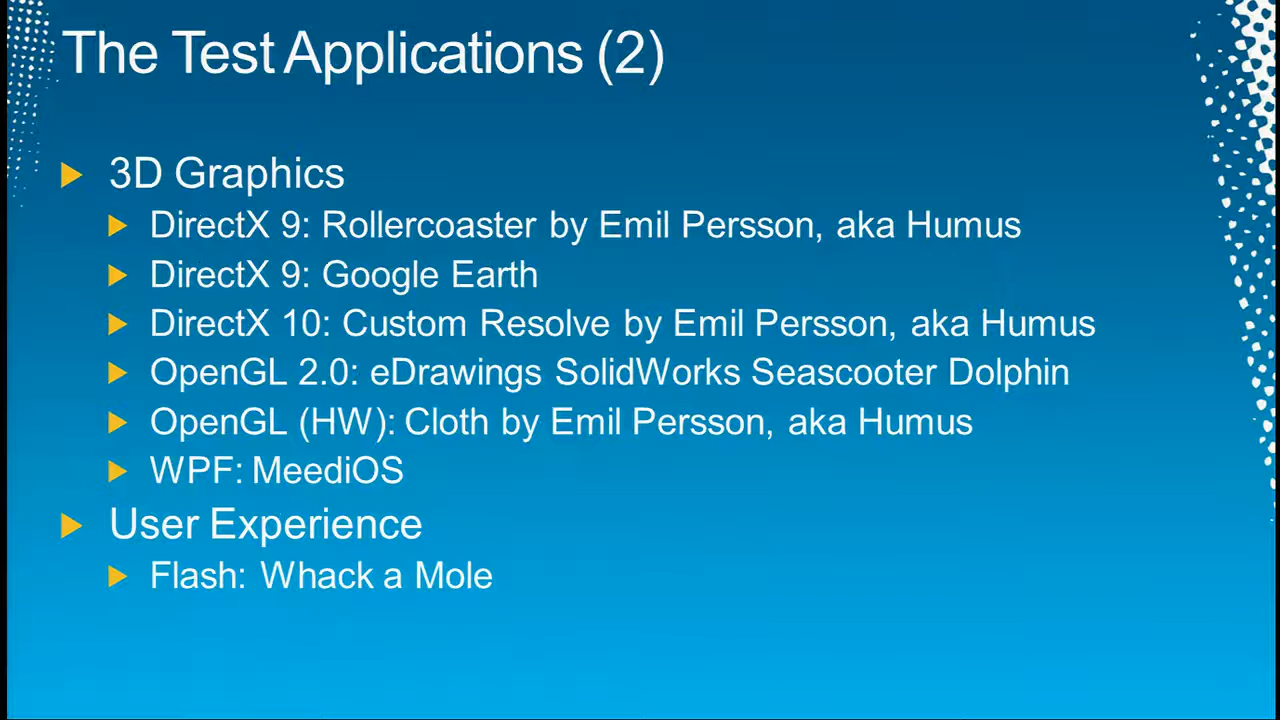 The Test Applications (2)
3D Graphics
DirectX 9: Rollercoaster by Emil Persson, aka Humus
DirectX 9: Google Earth
DirectX 10: Custom Resolve by Emil Persson, aka Humus
OpenGL 2.0: eDrawings SolidWorks Seascooter Dolphin
OpenGL (HW): Cloth by Emil Persson, aka Humus
WPF: MeediOS
User Experience
Flash: Whack a Mole